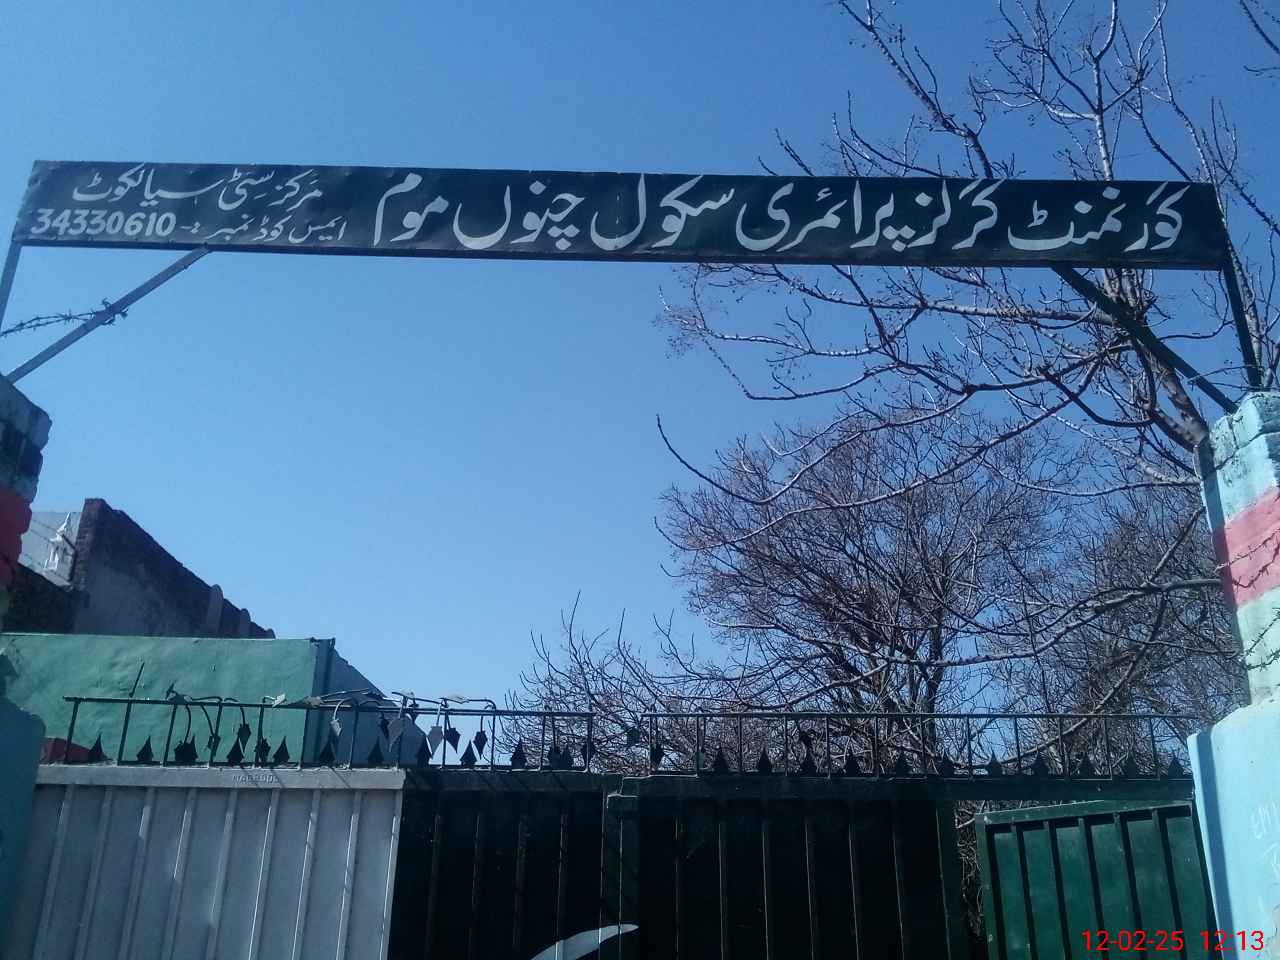 گورنمنٹ گرلز پرائمری سکول چنوں موم
مرکز سٹی سیالکوٹ
ایمس کوڈ نمبر :- 34330610
12-02-25 12:13